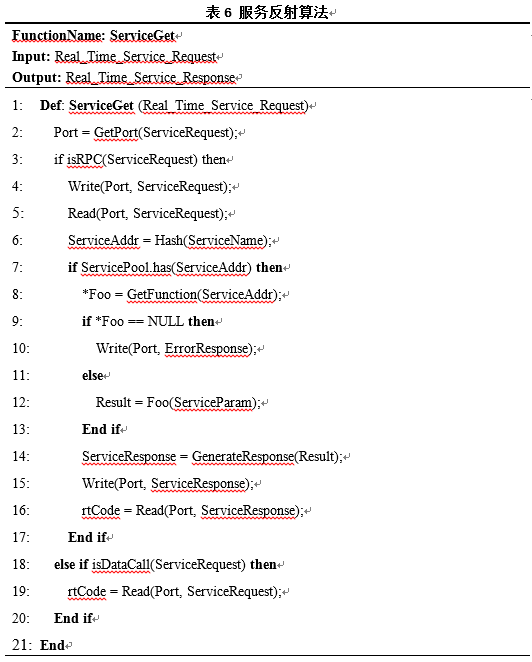 表 6 服务反射算法
FunctionName: ServiceGet
Input: Real_Time_Service_Request
Output: Real_Time_Service_Response
1: Def: ServiceGet (Real_Time_Service_Request)
2: Port = GetPort(ServiceRequest);
3: if isRPC(ServiceRequest) then
4: Write(Port, ServiceRequest);
5: Read(Port, ServiceRequest);
6: ServiceAddr = Hash(ServiceName);
7: if ServicePool.has(ServiceAddr) then
8: *Foo = GetFunction(ServiceAddr);
9: if *Foo == NULL then
10: Write(Port, ErrorResponse);
11: else
12: Result = Foo(ServiceParam);
13: End if
14: ServiceResponse = GenerateResponse(Result);
15: Write(Port, ServiceResponse);
16: rtCode = Read(Port, ServiceResponse);
17: End if
18: else if isDataCall(ServiceRequest) then
19: rtCode = Read(Port, ServiceRequest);
20: End if
21: End